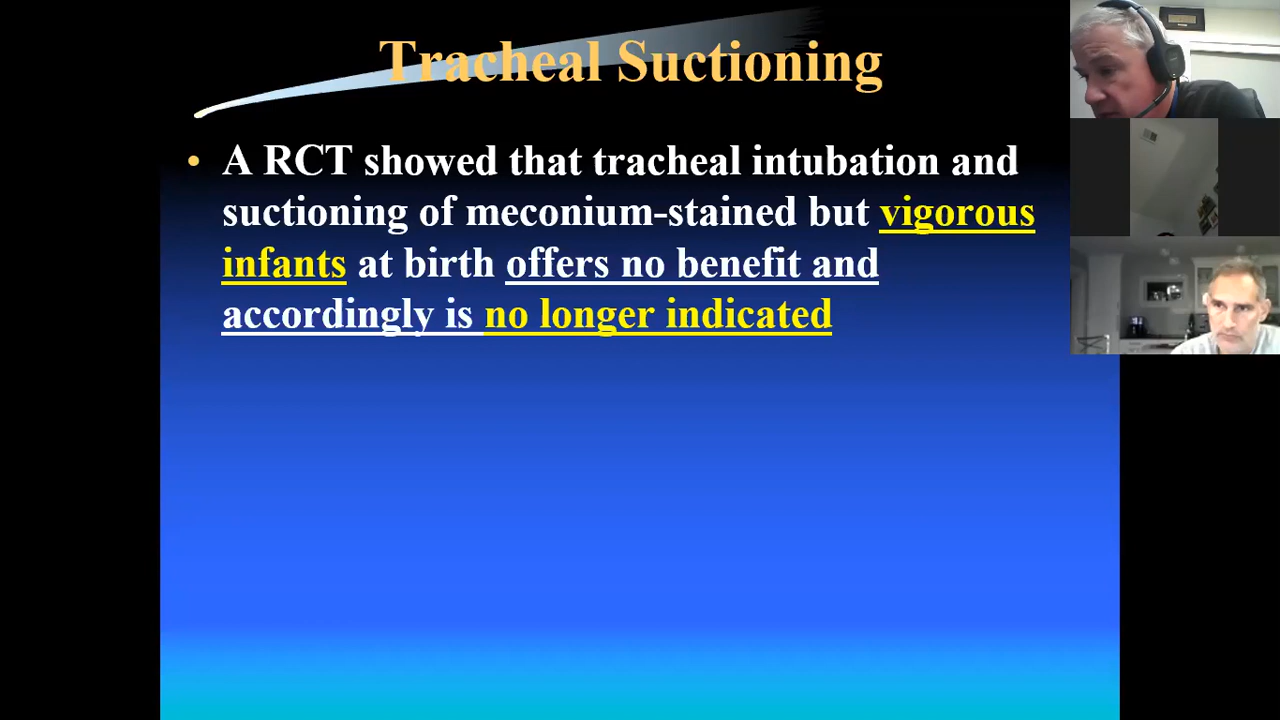 Tracheal Suctioning
• A RCT showed that tracheal intubation and
suctioning of meconium-stained but vigorous
infants at birth offers no benefit and
accordingly is no longer indicated